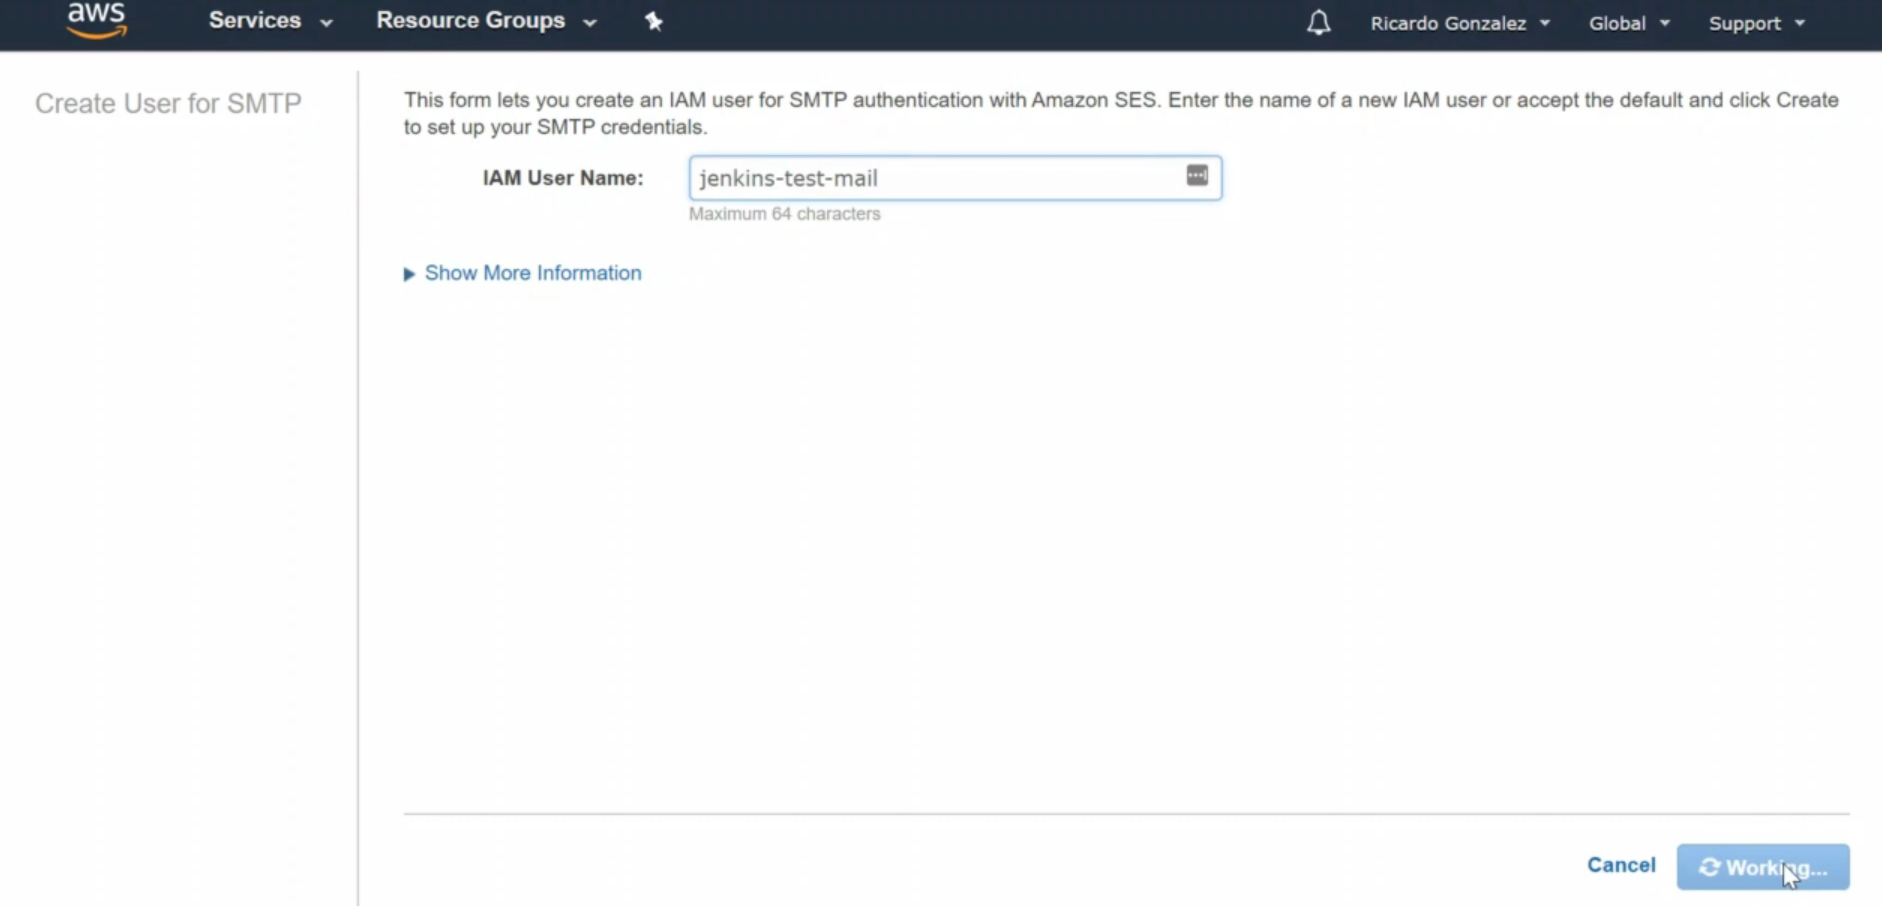 aws Services Resource Groups Ricardo Gonzalez Global Support
Create User for SMTP
This form lets you create an IAM user for SMTP authentication with Amazon SES. Enter the name of a new IAM user or accept the default and click Create
to set up your SMTP credentials.
IAM User Name: jenkins-test-mail
Maximum 64 characters
Show More Information
Cancel Working...